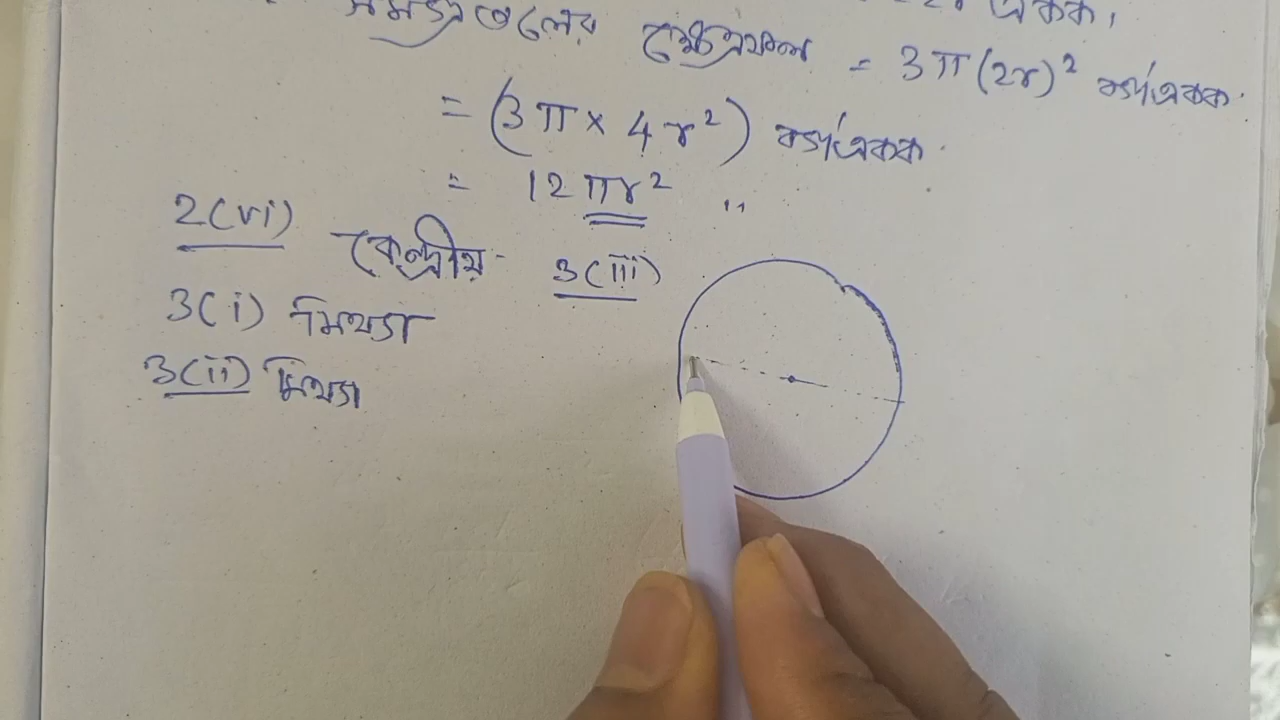 একক।
সমগ্রতলের ক্ষেত্রফল = 3π(2r)² বর্গএকক.
= (3π × 4r²) বর্গএকক.
= 12πr² ,,
2(vi) কেন্দ্রীয়
3(iii)
3(i) মিথ্যা
3(ii) মিথ্যা